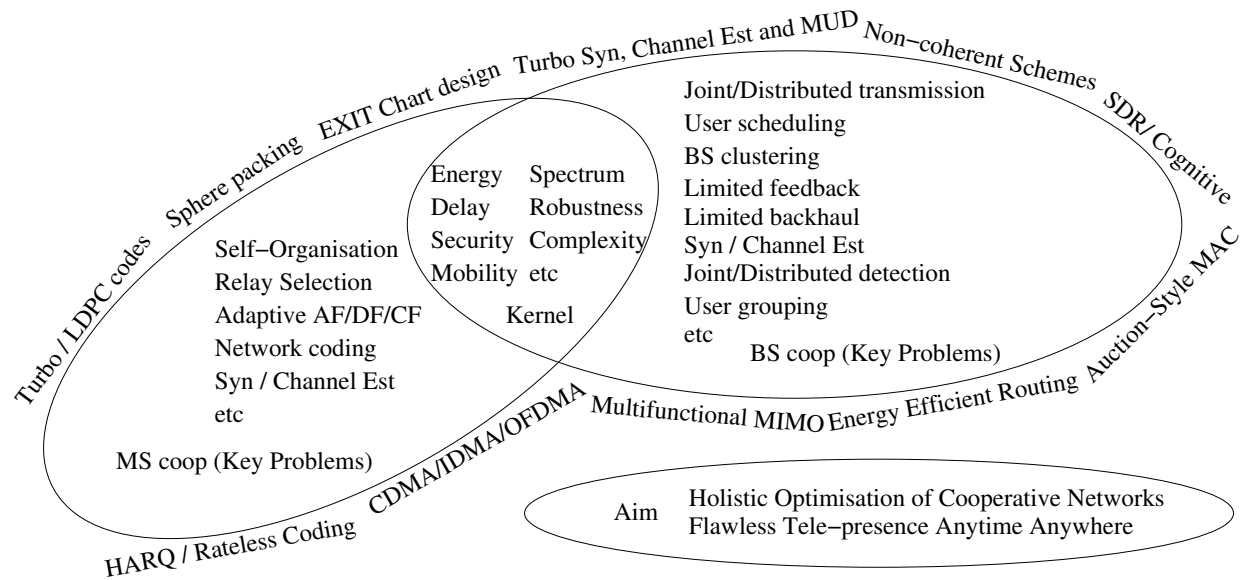 Turbo / LDPC codes
Sphere packing
EXIT Chart design
Turbo Syn, Channel Est and MUD
Non−coherent Schemes
SDR/ Cognitive
Auction−Style MAC
Energy Efficient Routing
Multifunctional MIMO
CDMA/IDMA/OFDMA
HARQ / Rateless Coding
Self−Organisation
Relay Selection
Adaptive AF/DF/CF
Network coding
Syn / Channel Est
etc
MS coop (Key Problems)
Energy Spectrum
Delay Robustness
Security Complexity
Mobility etc
Kernel
Joint/Distributed transmission
User scheduling
BS clustering
Limited feedback
Limited backhaul
Syn / Channel Est
Joint/Distributed detection
User grouping
etc
BS coop (Key Problems)
Aim
Holistic Optimisation of Cooperative Networks
Flawless Tele−presence Anytime Anywhere